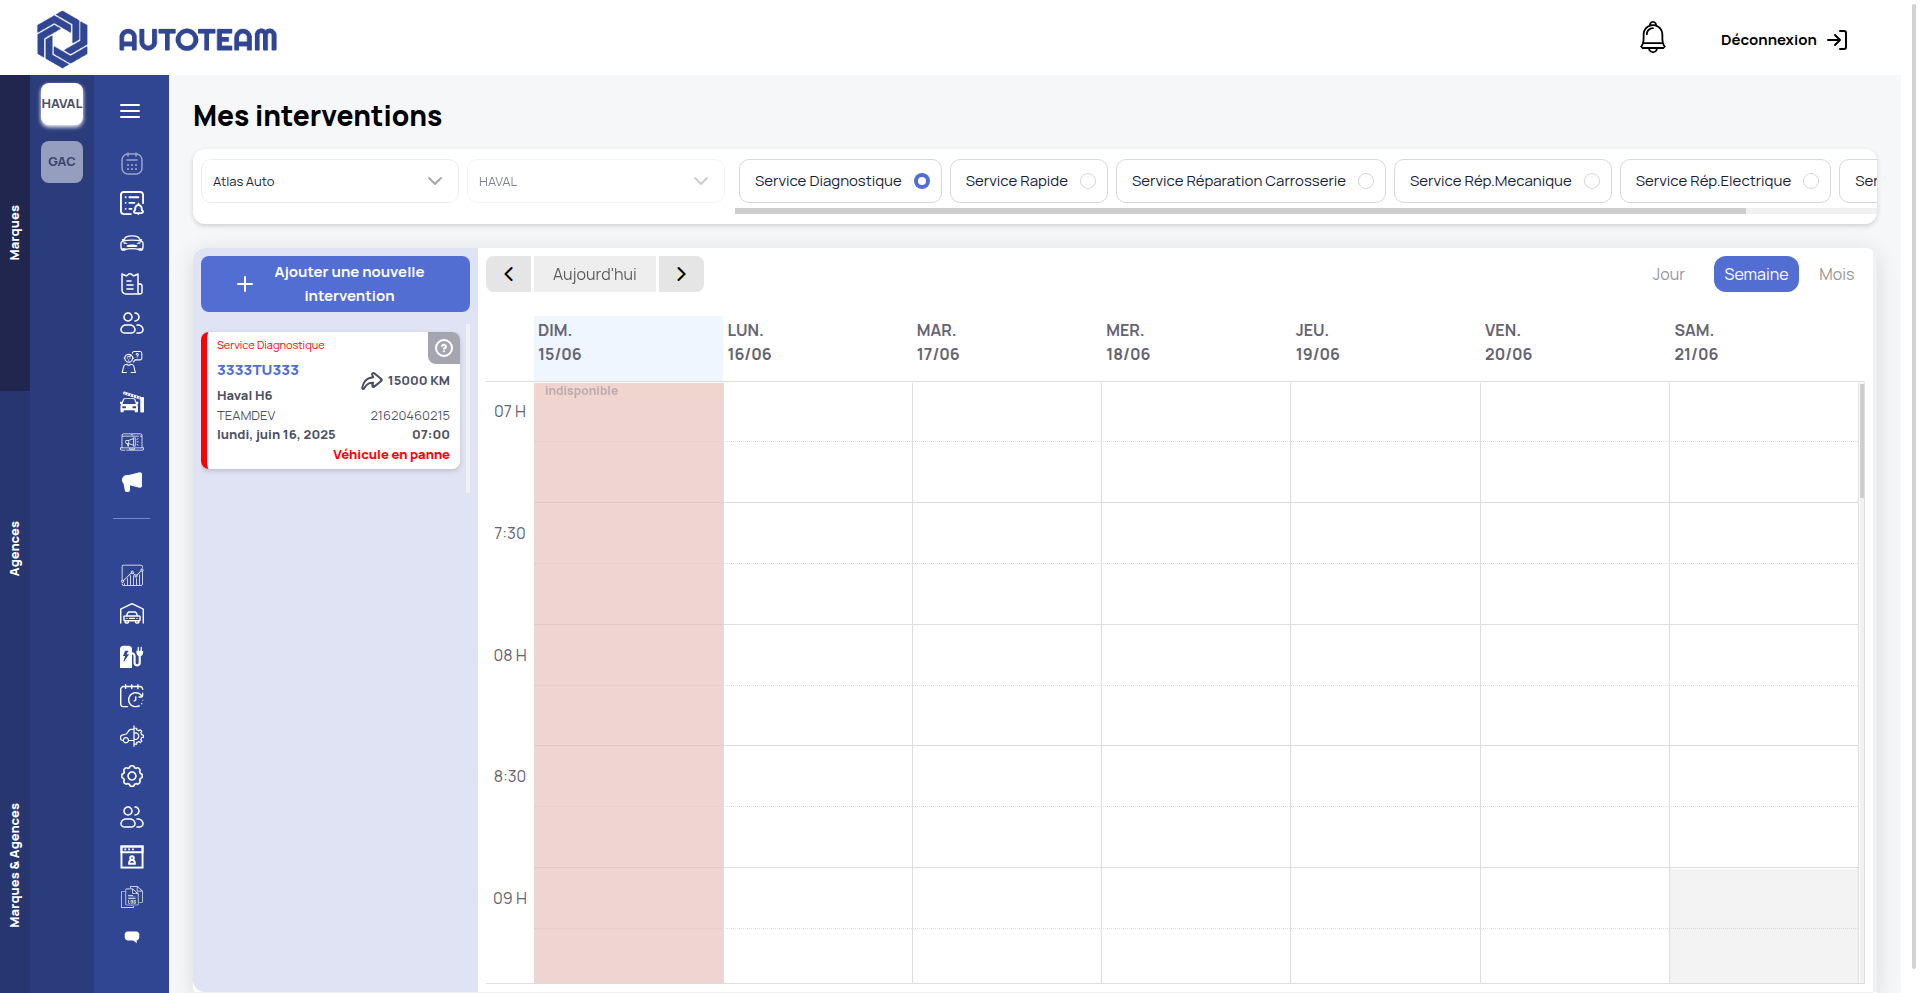 AUTOTEAM
Déconnexion
HAVAL
GAC
Marques
Agences
Marques & Agences
Mes interventions
Atlas Auto
HAVAL
Service Diagnostique
Service Rapide
Service Réparation Carrosserie
Service Rép.Mecanique
Service Rép.Electrique
Ser
Ajouter une nouvelle
intervention
Service Diagnostique
3333TU333
15000 KM
Haval H6
TEAMDEV 21620460215
lundi, juin 16, 2025 07:00
Véhicule en panne
Aujourd'hui
Jour Semaine Mois
DIM. LUN. MAR. MER. JEU. VEN. SAM.
15/06 16/06 17/06 18/06 19/06 20/06 21/06
indisponible
07 H
7:30
08 H
8:30
09 H